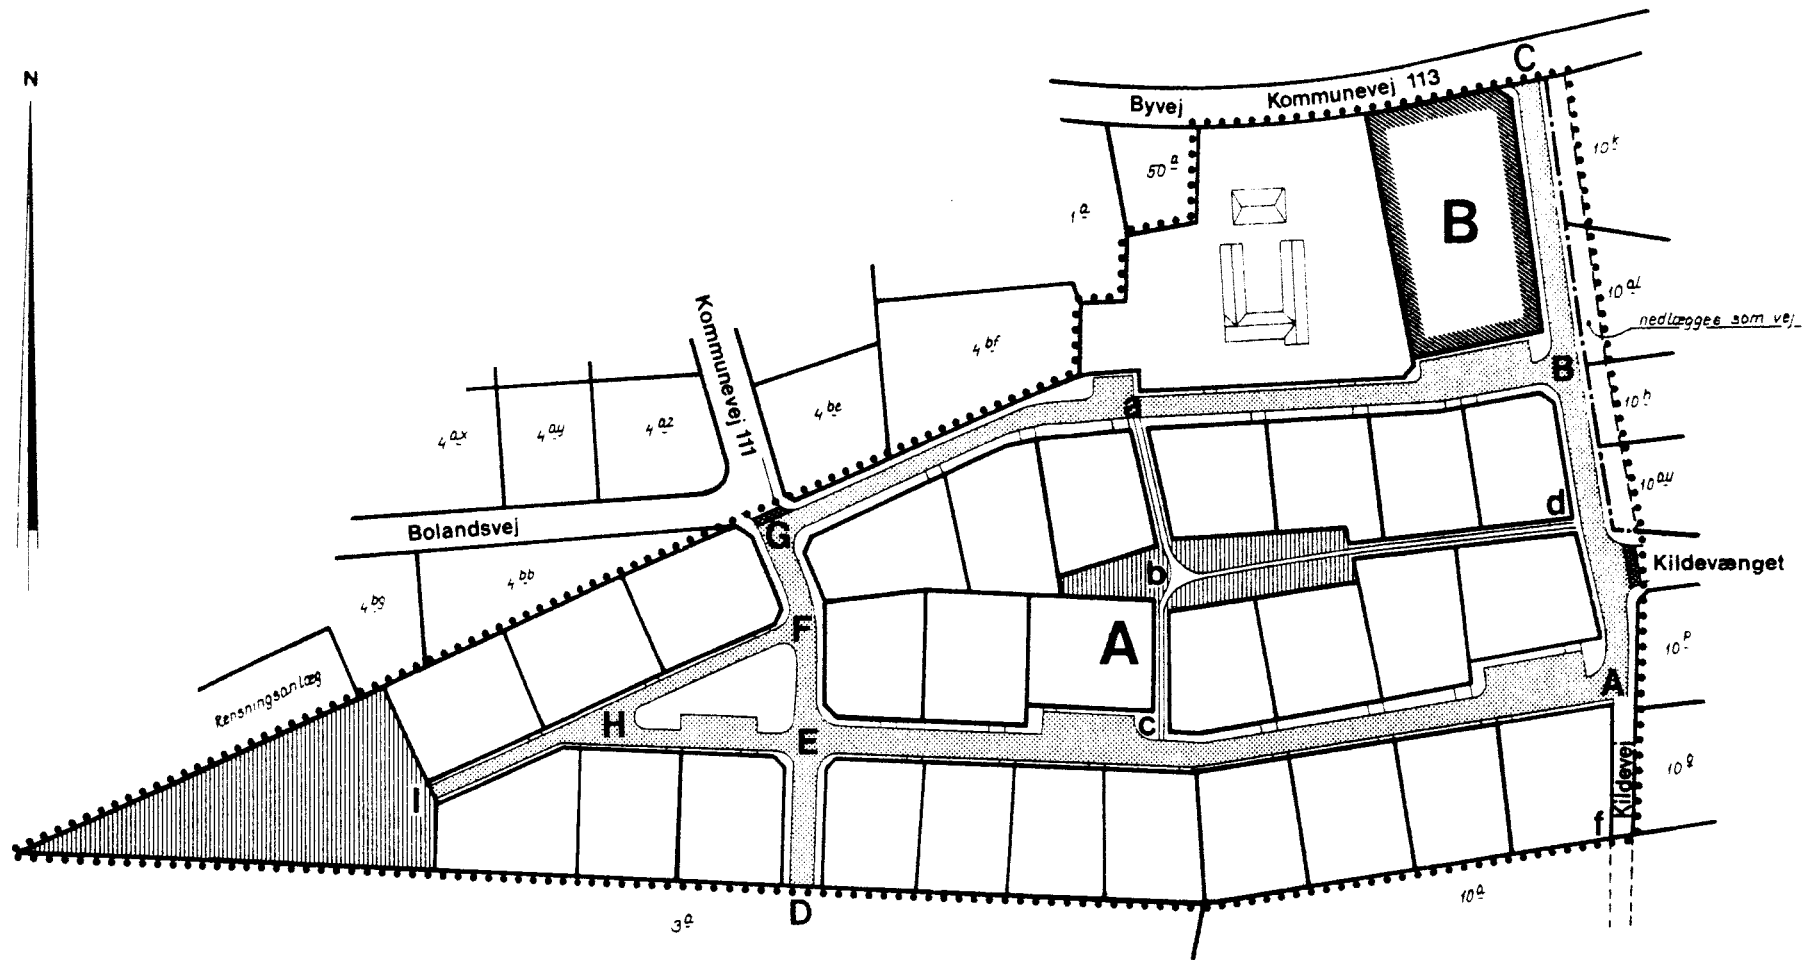 N
C
Byvej
Kommunevej 113
10k
50a
1a
B
10al
nedlægges som vej
Kommunevej 111
4bf
B
10h
4be
a
4ax
4ay
4az
10au
d
G
Bolandsvej
Kildevænget
4bb
b
4bg
F
A
10p
Rensningsanlæg
A
H
c
E
10q
Kildevej
I
f
10a
D
3a